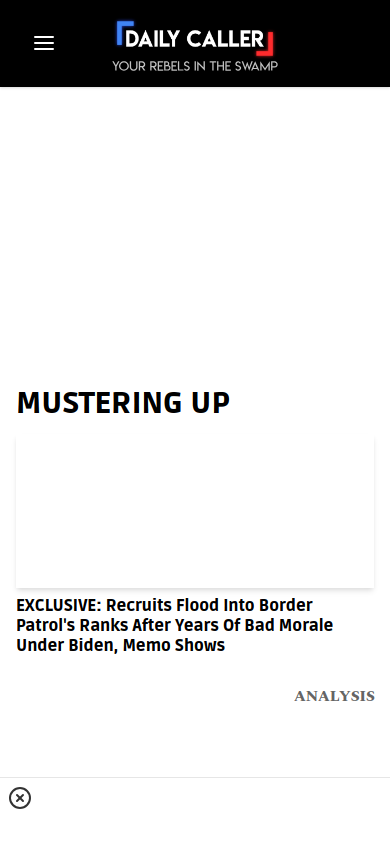 DAILY CALLER
YOUR REBELS IN THE SWAMP
MUSTERING UP
EXCLUSIVE: Recruits Flood Into Border
Patrol's Ranks After Years Of Bad Morale
Under Biden, Memo Shows
ANALYSIS